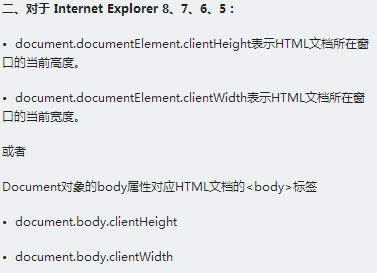 二、对于 Internet Explorer 8、7、6、5：
• document.documentElement.clientHeight表示HTML文档所在窗
口的当前高度。
• document.documentElement.clientWidth表示HTML文档所在窗
口的当前宽度。
或者
Document对象的body属性对应HTML文档的<body>标签
• document.body.clientHeight
• document.body.clientWidth